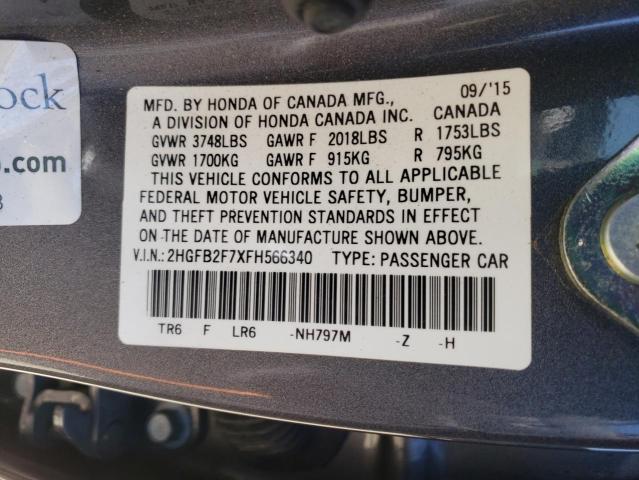 09/'15
MFD. BY HONDA OF CANADA MFG., CANADA
A DIVISION OF HONDA CANADA INC.
GVWR 3748LBS GAWR F 2018LBS R 1753LBS
GVWR 1700KG GAWR F 915KG R 795KG
THIS VEHICLE CONFORMS TO ALL APPLICABLE
FEDERAL MOTOR VEHICLE SAFETY, BUMPER,
AND THEFT PREVENTION STANDARDS IN EFFECT
ON THE DATE OF MANUFACTURE SHOWN ABOVE.
V.I.N.: 2HGFB2F7XFH566340 TYPE: PASSENGER CAR
TR6 F LR6 -NH797M -Z -H
ock
.com